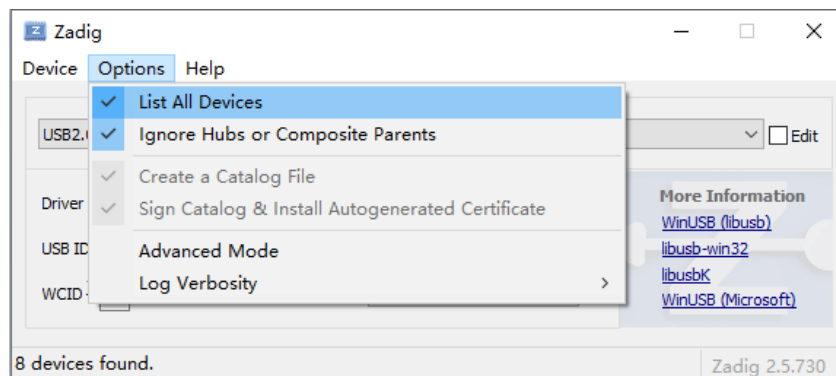 Zadig
Device Options Help
List All Devices
USB2. Ignore Hubs or Composite Parents Edit
Create a Catalog File
Driver Sign Catalog & Install Autogenerated Certificate
More Information
WinUSB (libusb)
USB ID Advanced Mode libusb-win32
Log Verbosity
libusbK
WCID WinUSB (Microsoft)
8 devices found. Zadig 2.5.730